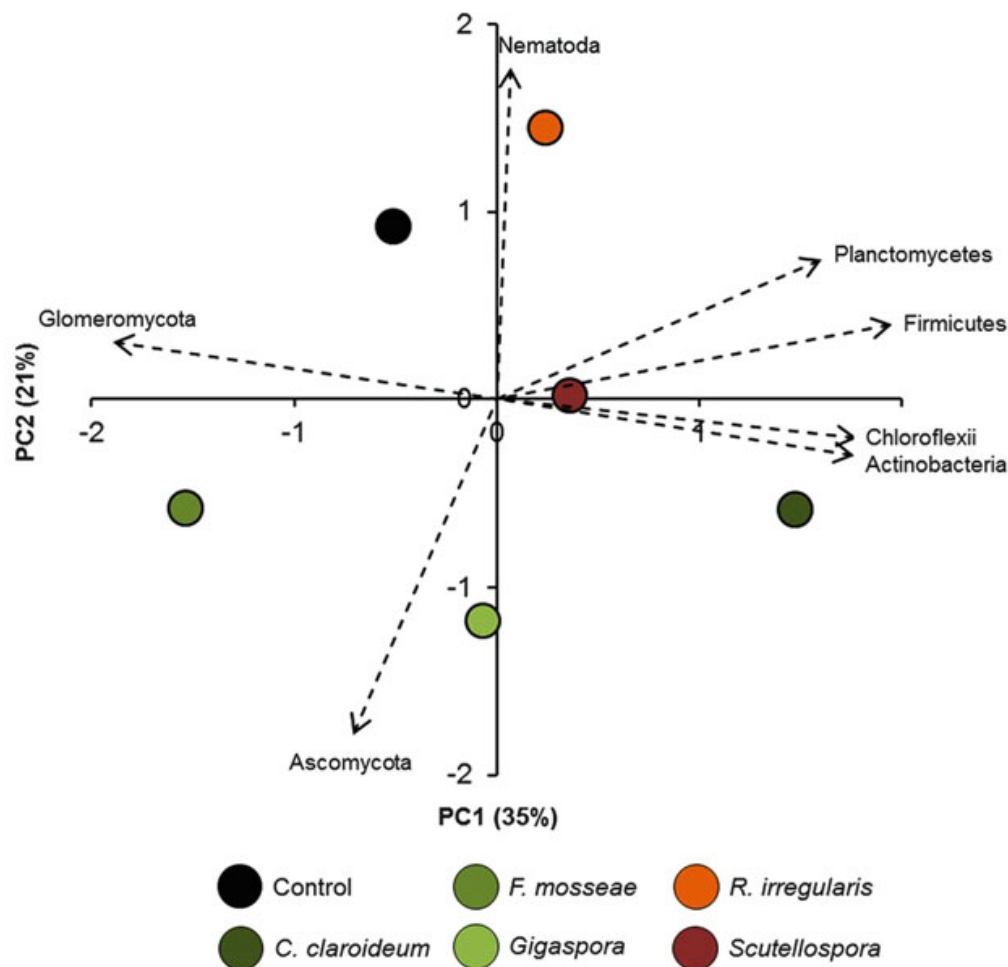 2
Nematoda
1
Planctomycetes
Glomeromycota
Firmicutes
PC2 (21%)
-2
-1
0
0
1
Chloroflexii
Actinobacteria
-1
Ascomycota
-2
PC1 (35%)
Control
F. mosseae
R. irregularis
C. claroideum
Gigaspora
Scutellospora